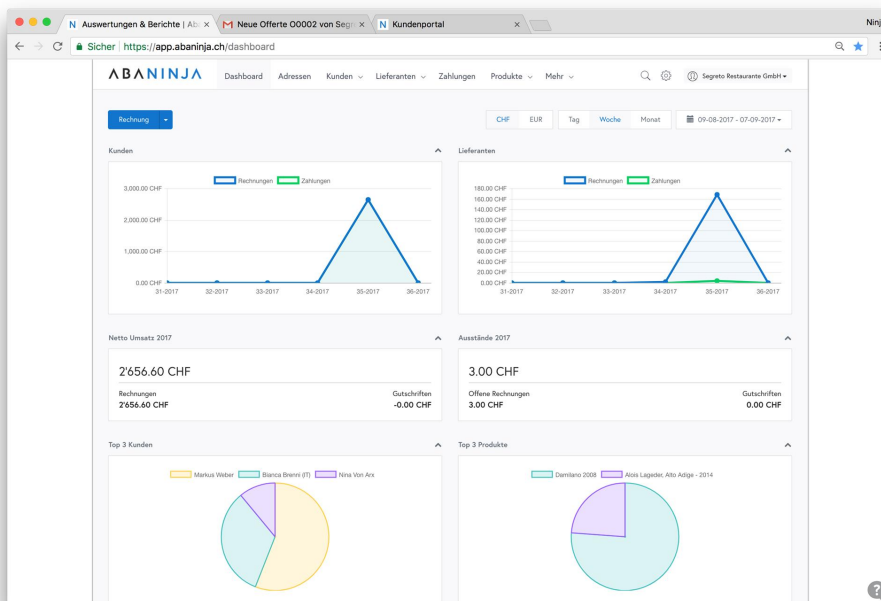 Auswertungen & Berichte | Ab
Neue Offerte O0002 von Segr
Kundenportal
Ninj
Sicher | https://app.abaninja.ch/dashboard
ABANINJA
Dashboard Adressen Kunden Lieferanten Zahlungen Produkte Mehr
Segreto Restaurante GmbH
Rechnung
CHF EUR Tag Woche Monat 09-08-2017 - 07-09-2017
Kunden
Rechnungen Zahlungen
3,000.00 CHF
2,000.00 CHF
1,000.00 CHF
0.00 CHF
31-2017 32-2017 33-2017 34-2017 35-2017 36-2017
Lieferanten
Rechnungen Zahlungen
180.00 CHF
160.00 CHF
140.00 CHF
120.00 CHF
100.00 CHF
80.00 CHF
60.00 CHF
40.00 CHF
20.00 CHF
0.00 CHF
31-2017 32-2017 33-2017 34-2017 35-2017 36-2017
Netto Umsatz 2017
2'656.60 CHF
Rechnungen Gutschriften
2'656.60 CHF -0.00 CHF
Ausstände 2017
3.00 CHF
Offene Rechnungen Gutschriften
3.00 CHF 0.00 CHF
Top 3 Kunden
Markus Weber Bianca Brenni (IT) Nina Von Arx
Top 3 Produkte
Damilano 2008 Alois Lageder, Alto Adige - 2014
?